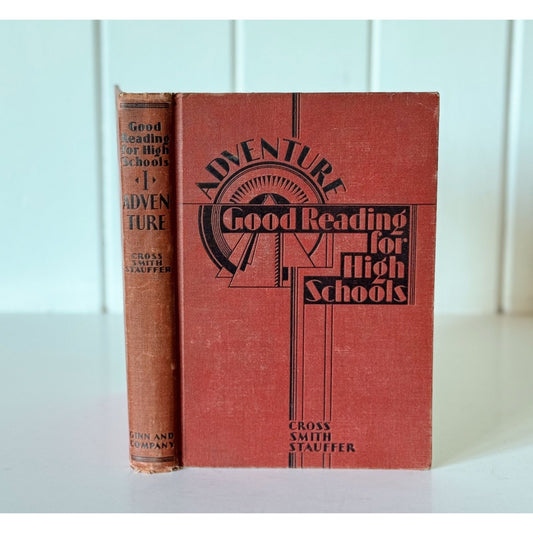 Good
Reading
for High
Schools
I
ADVEN
TURE
CROSS
SMITH
STAUFFER
GINN AND
COMPANY
ADVENTURE
Good Reading
for
High
Schools
CROSS
SMITH
STAUFFER